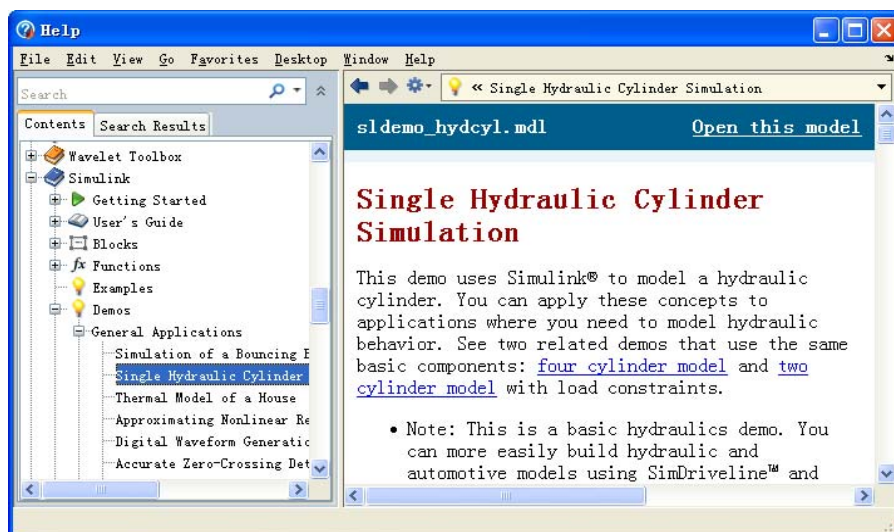 Help
File Edit View Go Favorites Desktop Window Help
Search
Contents Search Results
Wavelet Toolbox
Simulink
Getting Started
User's Guide
Blocks
fx Functions
Examples
Demos
General Applications
Simulation of a Bouncing
Single Hydraulic Cylinder
Thermal Model of a House
Approximating Nonlinear Re
Digital Waveform Generatic
Accurate Zero-Crossing Det
« Single Hydraulic Cylinder Simulation
sldemo_hydcyl.mdl Open this model
Single Hydraulic Cylinder
Simulation
This demo uses Simulink® to model a hydraulic
cylinder. You can apply these concepts to
applications where you need to model hydraulic
behavior. See two related demos that use the same
basic components: four cylinder model and two
cylinder model with load constraints.
• Note: This is a basic hydraulics demo. You
can more easily build hydraulic and
automotive models using SimDriveline™ and